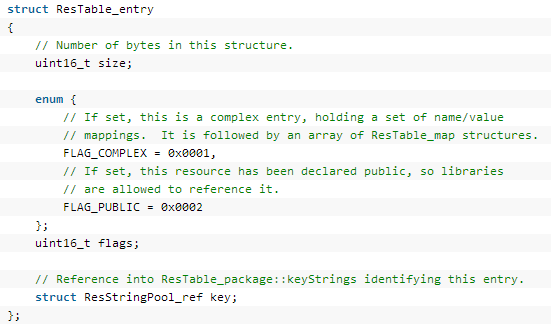 struct ResTable_entry
{
    // Number of bytes in this structure.
    uint16_t size;

    enum {
        // If set, this is a complex entry, holding a set of name/value
        // mappings.  It is followed by an array of ResTable_map structures.
        FLAG_COMPLEX = 0x0001,
        // If set, this resource has been declared public, so libraries
        // are allowed to reference it.
        FLAG_PUBLIC = 0x0002
    };
    uint16_t flags;

    // Reference into ResTable_package::keyStrings identifying this entry.
    struct ResStringPool_ref key;
};